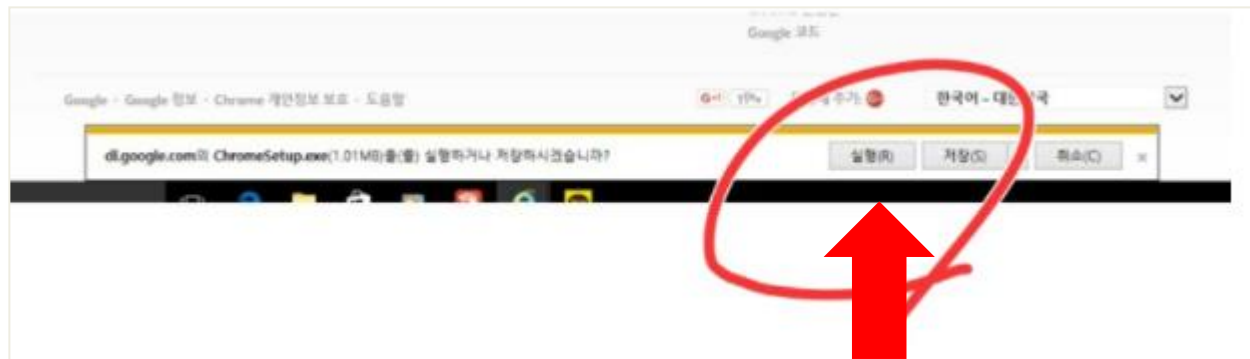 Google 코드
Google - Google 정보 - Chrome 개인정보 보호 - 도움말
추가:
한국어 - 대한민국
dl.google.com의 ChromeSetup.exe(1.01MB)을(를) 실행하거나 저장하시겠습니까?
실행(R) 저장(S) 취소(C) ×